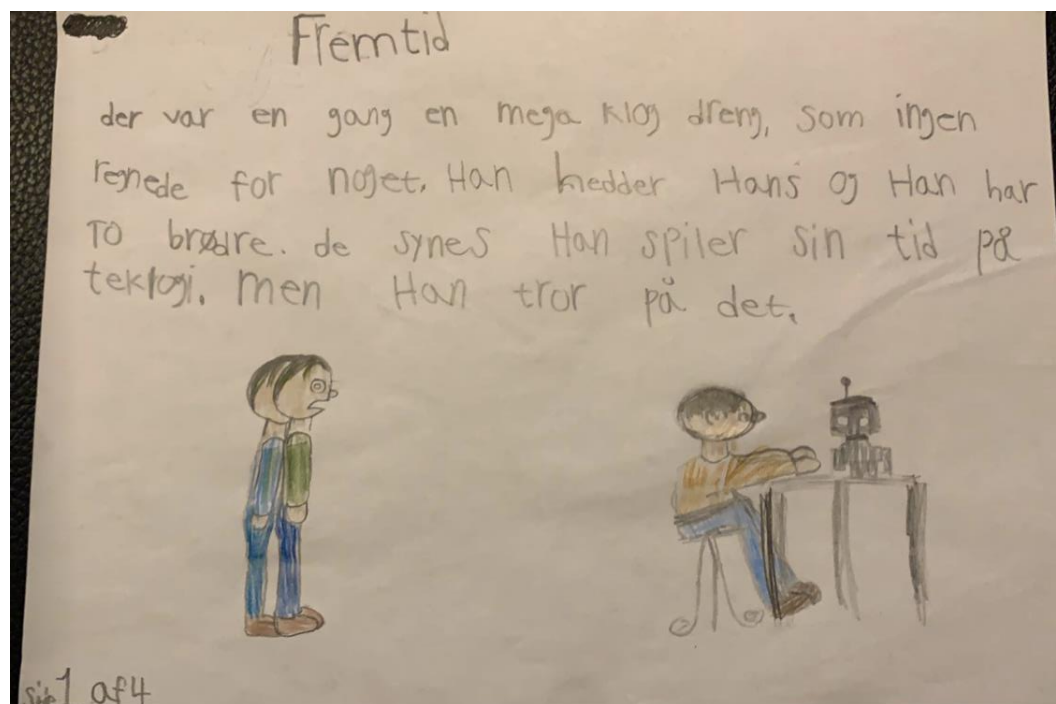 Fremtid
der var en gang en mega klog dreng, som ingen
regnede for noget. Han hedder Hans og Han har
TO brødre. de synes Han spiler sin tid på
teklogi. men Han tror på det.
side 1 af 4